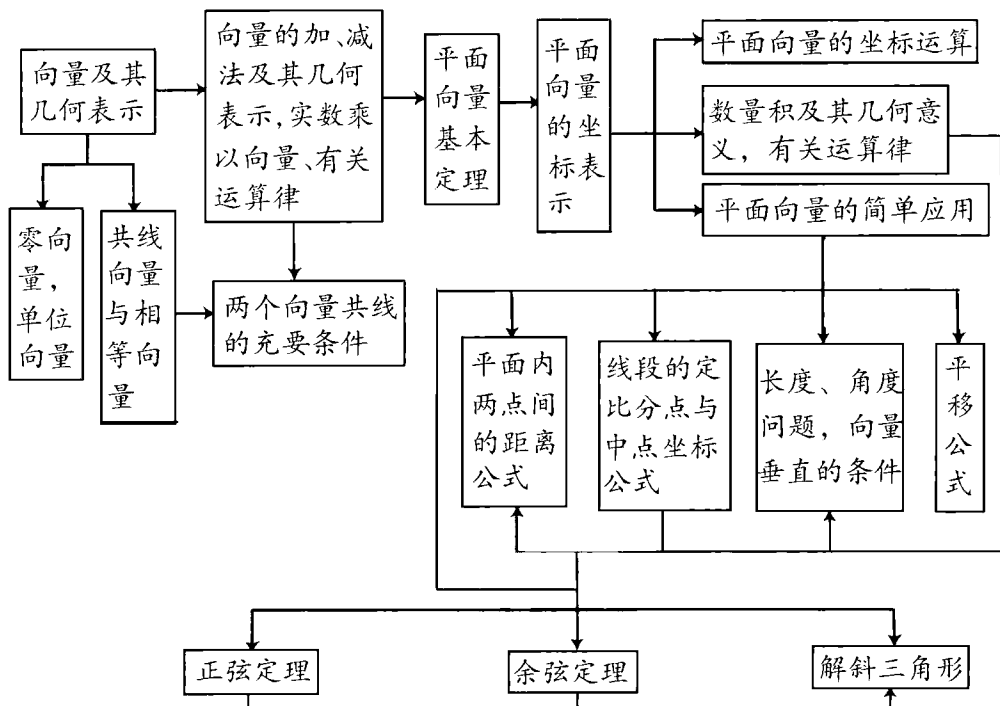 向量及其
几何表示
向量的加、减
法及其几何
表示,实数乘
以向量、有关
运算律
平面
向量
基本
定理
平面
向量
的坐
标表
示
平面向量的坐标运算
数量积及其几何意
义，有关运算律
平面向量的简单应用
零向
量，
单位
向量
共线
向量
与相
等向
量
两个向量共线
的充要条件
平面内
两点间
的距离
公式
线段的定
比分点与
中点坐标
公式
长度、角度
问题，向量
垂直的条件
平
移
公
式
正弦定理
余弦定理
解斜三角形